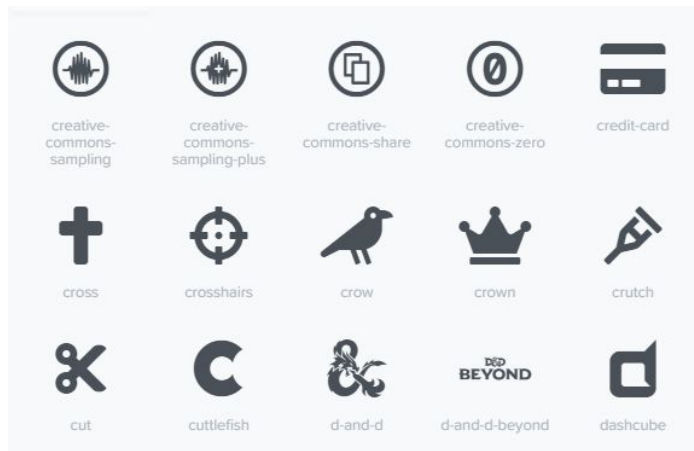 creative-
commons-
sampling
creative-
commons-
sampling-plus
creative-
commons-share
0
creative-
commons-zero
credit-card
cross
crosshairs
crow
crown
crutch
cut
cuttlefish
d-and-d
D&D
BEYOND
d-and-d-beyond
dashcube